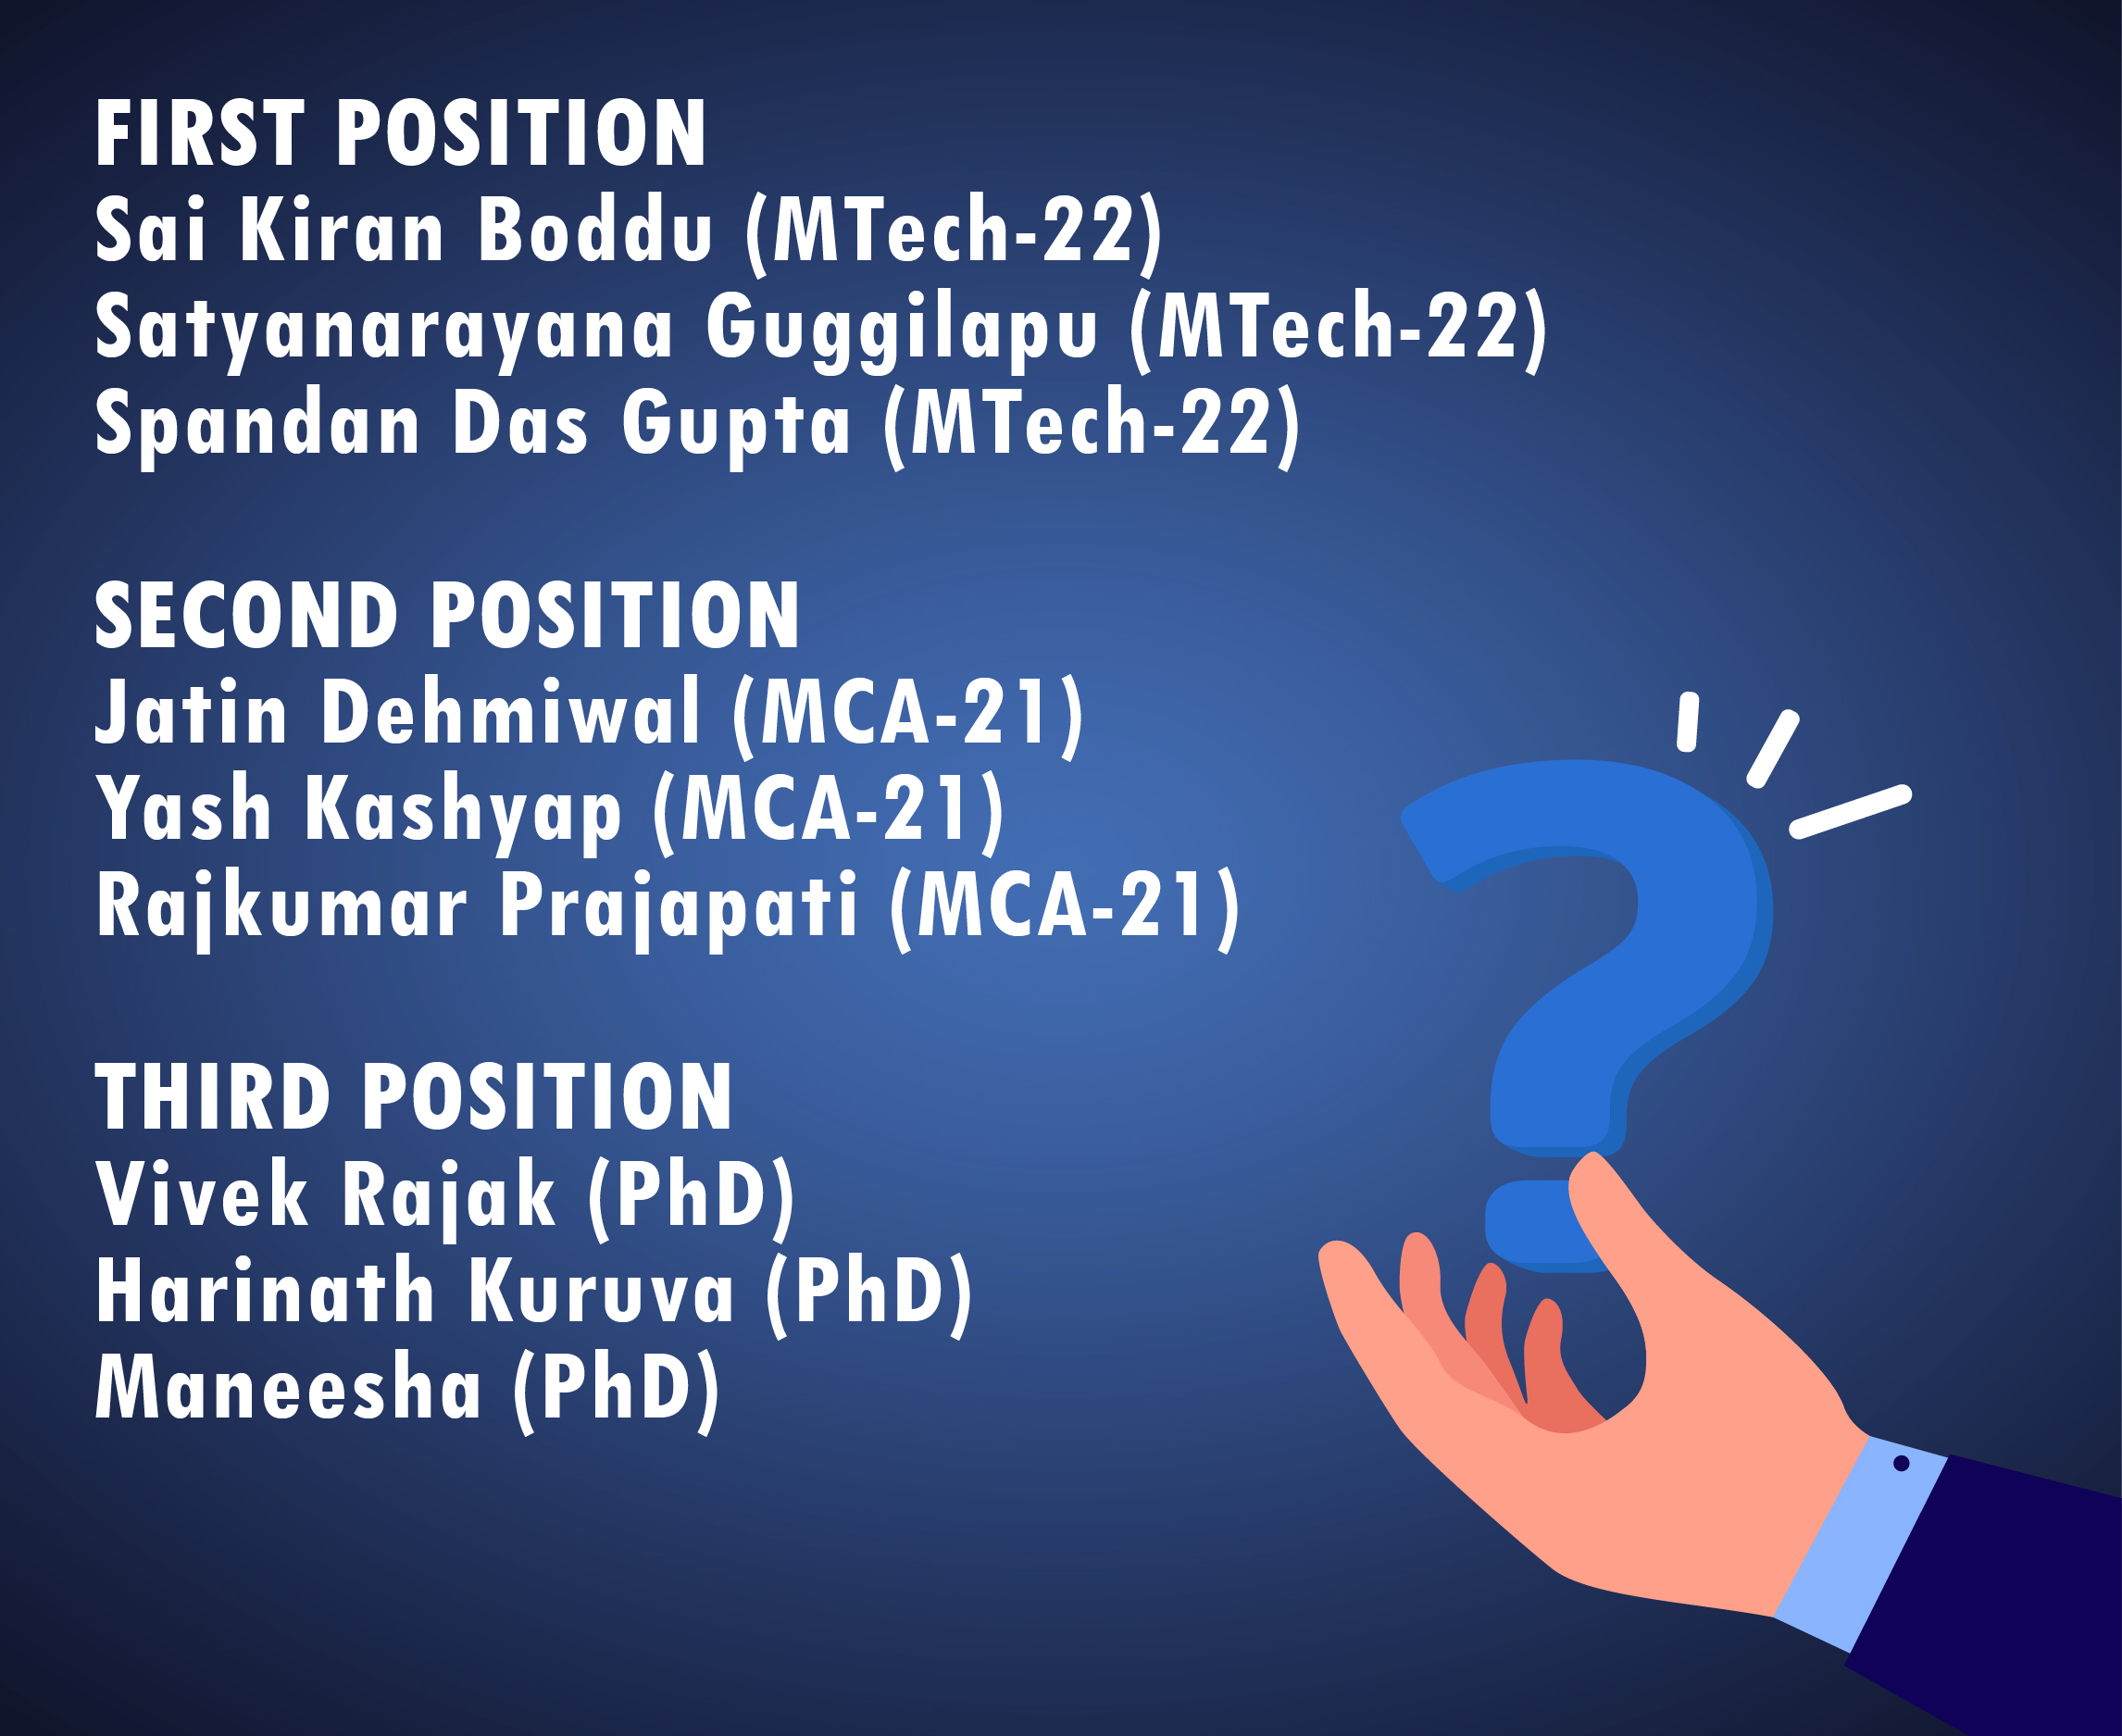 FIRST POSITION
Sai Kiran Boddu (MTech-22)
Satyanarayana Guggilapu (MTech-22)
Spandan Das Gupta (MTech-22)
SECOND POSITION
Jatin Dehmiwal (MCA-21)
Yash Kashyap (MCA-21)
Rajkumar Prajapati (MCA-21)
THIRD POSITION
Vivek Rajak (PhD)
Harinath Kuruva (PhD)
Maneesha (PhD)